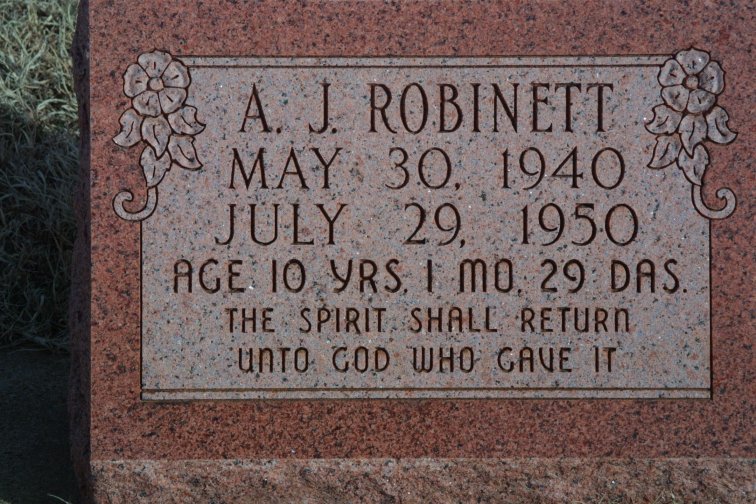 A. J. ROBINETT
MAY 30, 1940
JULY 29, 1950
AGE 10 YRS. 1 MO. 29 DAS.
THE SPIRIT SHALL RETURN
UNTO GOD WHO GAVE IT